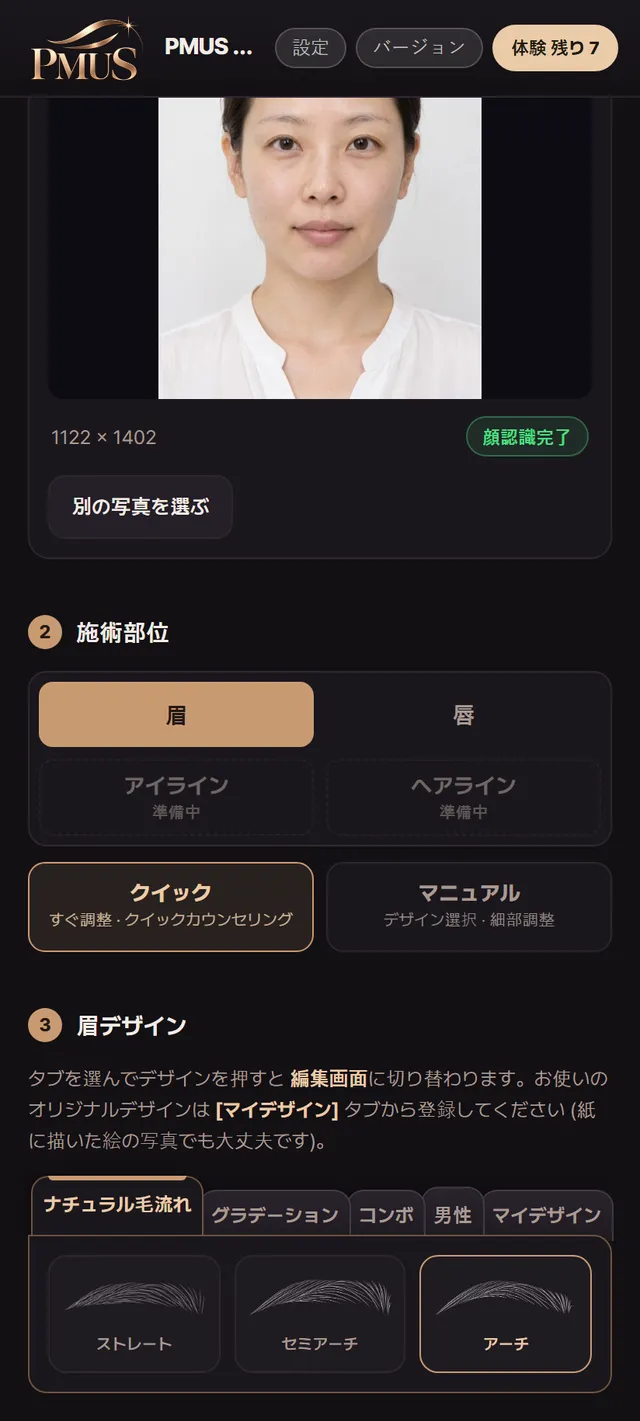 PMUS
PMUS ...
設定
バージョン
体験 残り 7
1122 × 1402
顔認識完了
別の写真を選ぶ
2 施術部位
眉
唇
アイライン
準備中
ヘアライン
準備中
クイック
すぐ調整 · クイックカウンセリング
マニュアル
デザイン選択 · 細部調整
3 眉デザイン
タブを選んでデザインを押すと 編集画面に切り替わります。お使いの
オリジナルデザインは [マイデザイン] タブから登録してください (紙
に描いた絵の写真でも大丈夫です)。
ナチュラル毛流れ
グラデーション
コンボ
男性
マイデザイン
ストレート
セミアーチ
アーチ